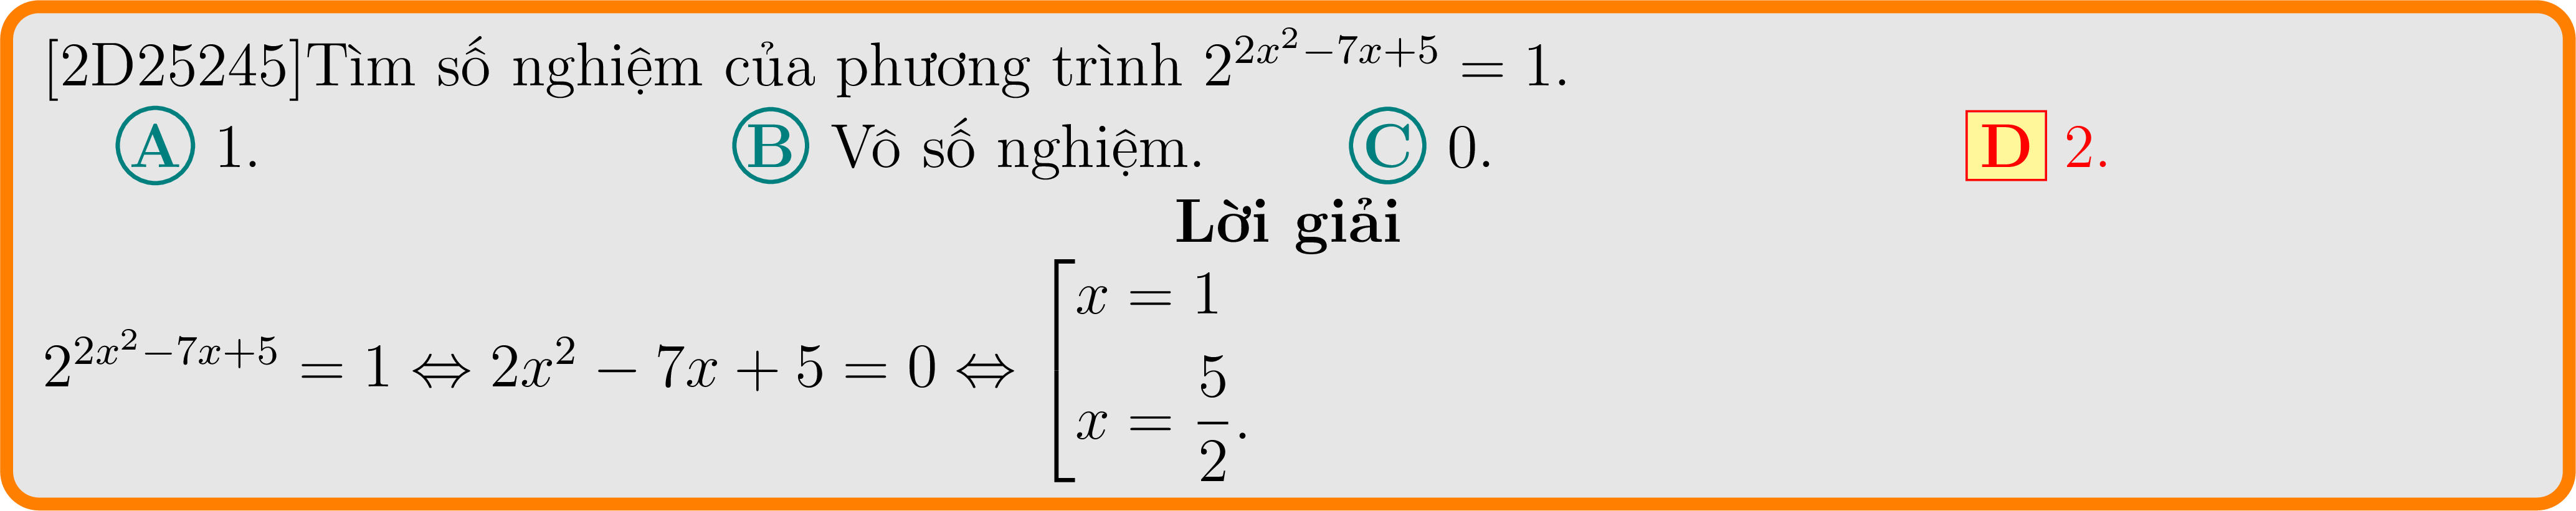 [2D25245]Tìm số nghiệm của phương trình $2^{2x^2-7x+5} = 1$.
A 1. B Vô số nghiệm. C 0. D 2.
Lời giải
$2^{2x^2-7x+5} = 1 \Leftrightarrow 2x^2 - 7x + 5 = 0 \Leftrightarrow \left[\begin{array}{l} x = 1 \\ x = \dfrac{5}{2}. \end{array}\right.$